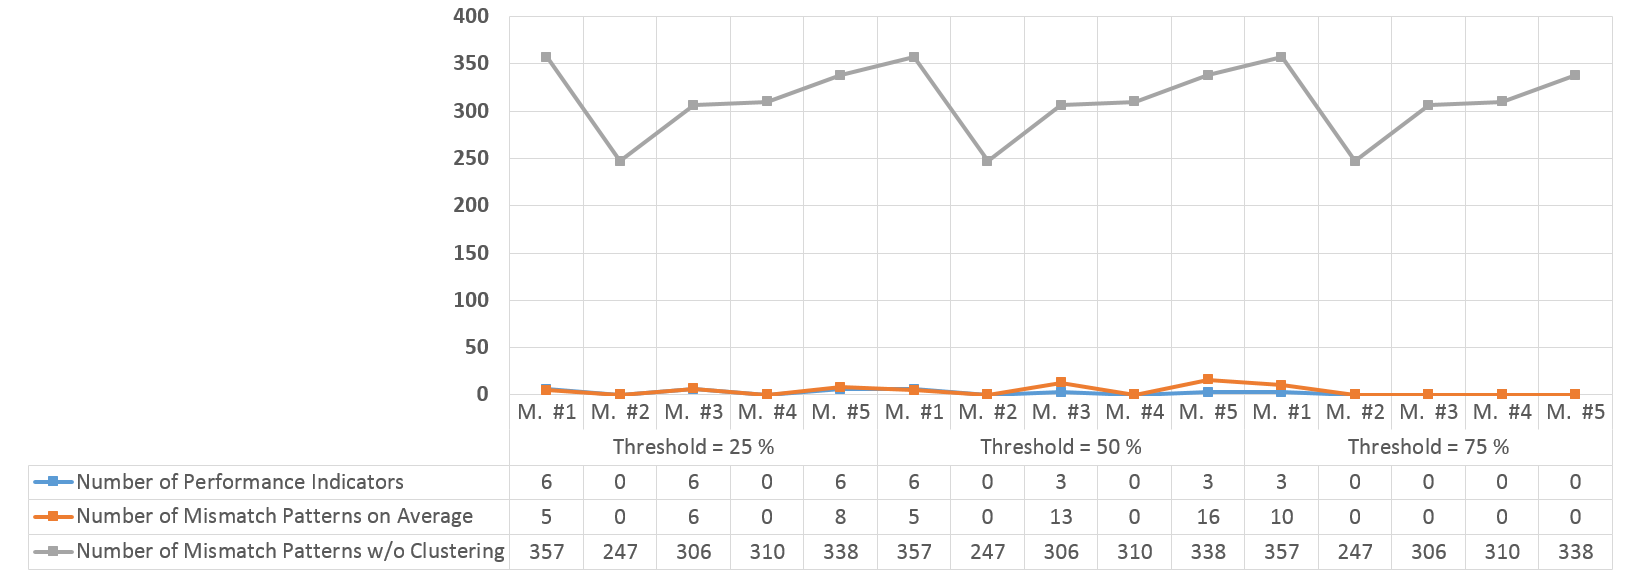 400
350
300
250
200
150
100
50
0
M. #1 M. #2 M. #3 M. #4 M. #5 M. #1 M. #2 M. #3 M. #4 M. #5 M. #1 M. #2 M. #3 M. #4 M. #5
Threshold = 25 % Threshold = 50 % Threshold = 75 %
Number of Performance Indicators 6 0 6 0 6 6 0 3 0 3 3 0 0 0 0
Number of Mismatch Patterns on Average 5 0 6 0 8 5 0 13 0 16 10 0 0 0 0
Number of Mismatch Patterns w/o Clustering 357 247 306 310 338 357 247 306 310 338 357 247 306 310 338